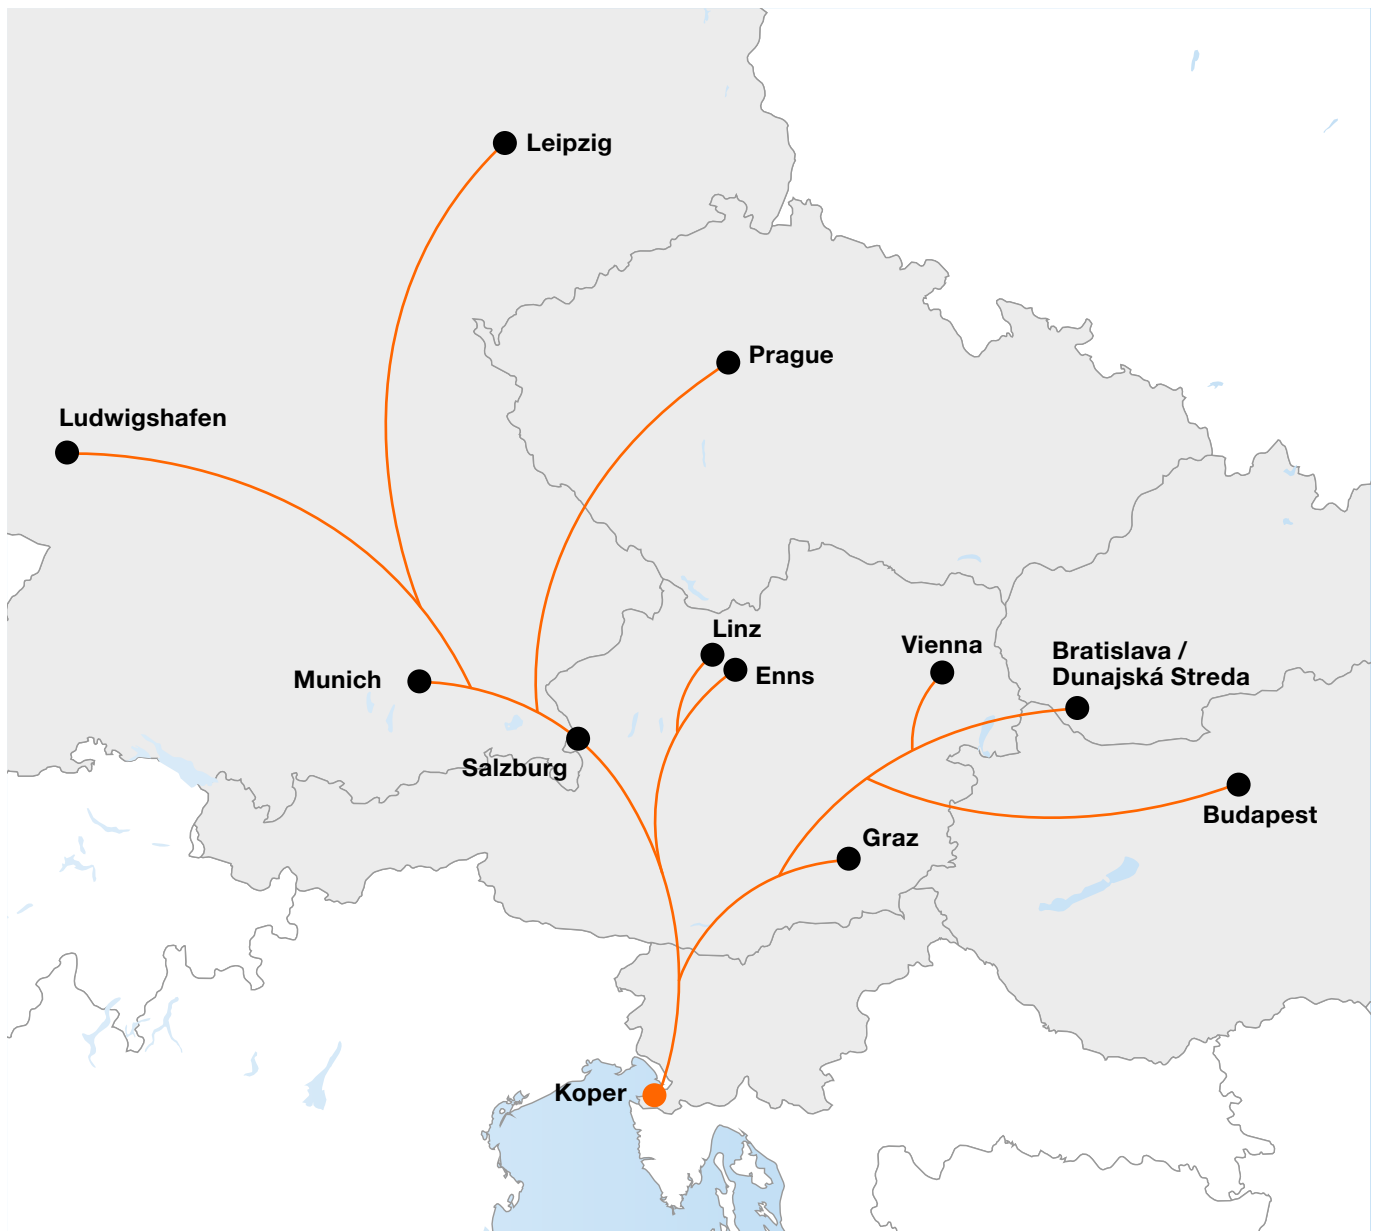 Leipzig
Prague
Ludwigshafen
Linz
Vienna
Bratislava /
Dunajská Streda
Enns
Munich
Salzburg
Budapest
Graz
Koper